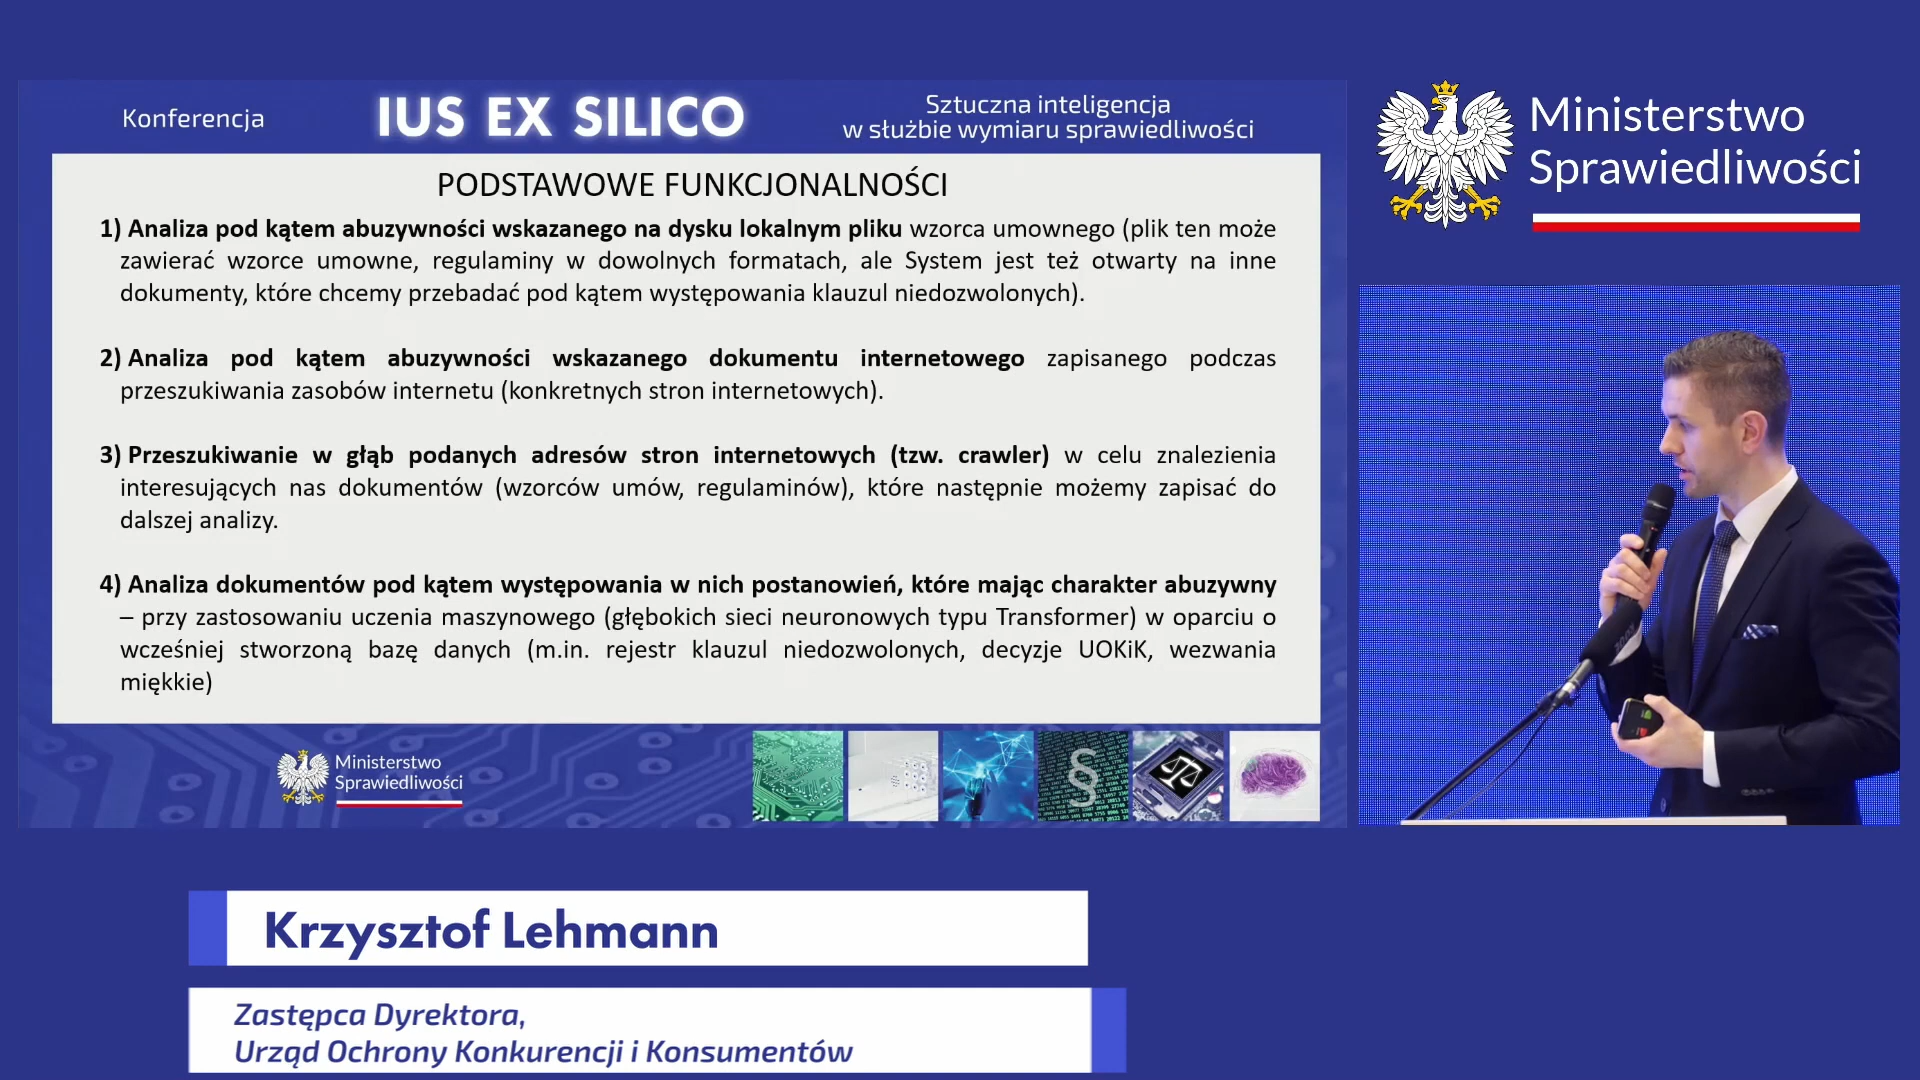 Konferencja
IUS EX SILICO
Sztuczna inteligencja
w służbie wymiaru sprawiedliwości
PODSTAWOWE FUNKCJONALNOŚCI
1) Analiza pod kątem abuzywności wskazanego na dysku lokalnym pliku wzorca umownego (plik ten może
zawierać wzorce umowne, regulaminy w dowolnych formatach, ale System jest też otwarty na inne
dokumenty, które chcemy przebadać pod kątem występowania klauzul niedozwolonych).
2) Analiza pod kątem abuzywności wskazanego dokumentu internetowego zapisanego podczas
przeszukiwania zasobów internetu (konkretnych stron internetowych).
3) Przeszukiwanie w głąb podanych adresów stron internetowych (tzw. crawler) w celu znalezienia
interesujących nas dokumentów (wzorców umów, regulaminów), które następnie możemy zapisać do
dalszej analizy.
4) Analiza dokumentów pod kątem występowania w nich postanowień, które mając charakter abuzywny
– przy zastosowaniu uczenia maszynowego (głębokich sieci neuronowych typu Transformer) w oparciu o
wcześniej stworzoną bazę danych (m.in. rejestr klauzul niedozwolonych, decyzje UOKiK, wezwania
miękkie)
Ministerstwo
Sprawiedliwości
§
Ministerstwo
Sprawiedliwości
Krzysztof Lehmann
Zastępca Dyrektora,
Urząd Ochrony Konkurencji i Konsumentów